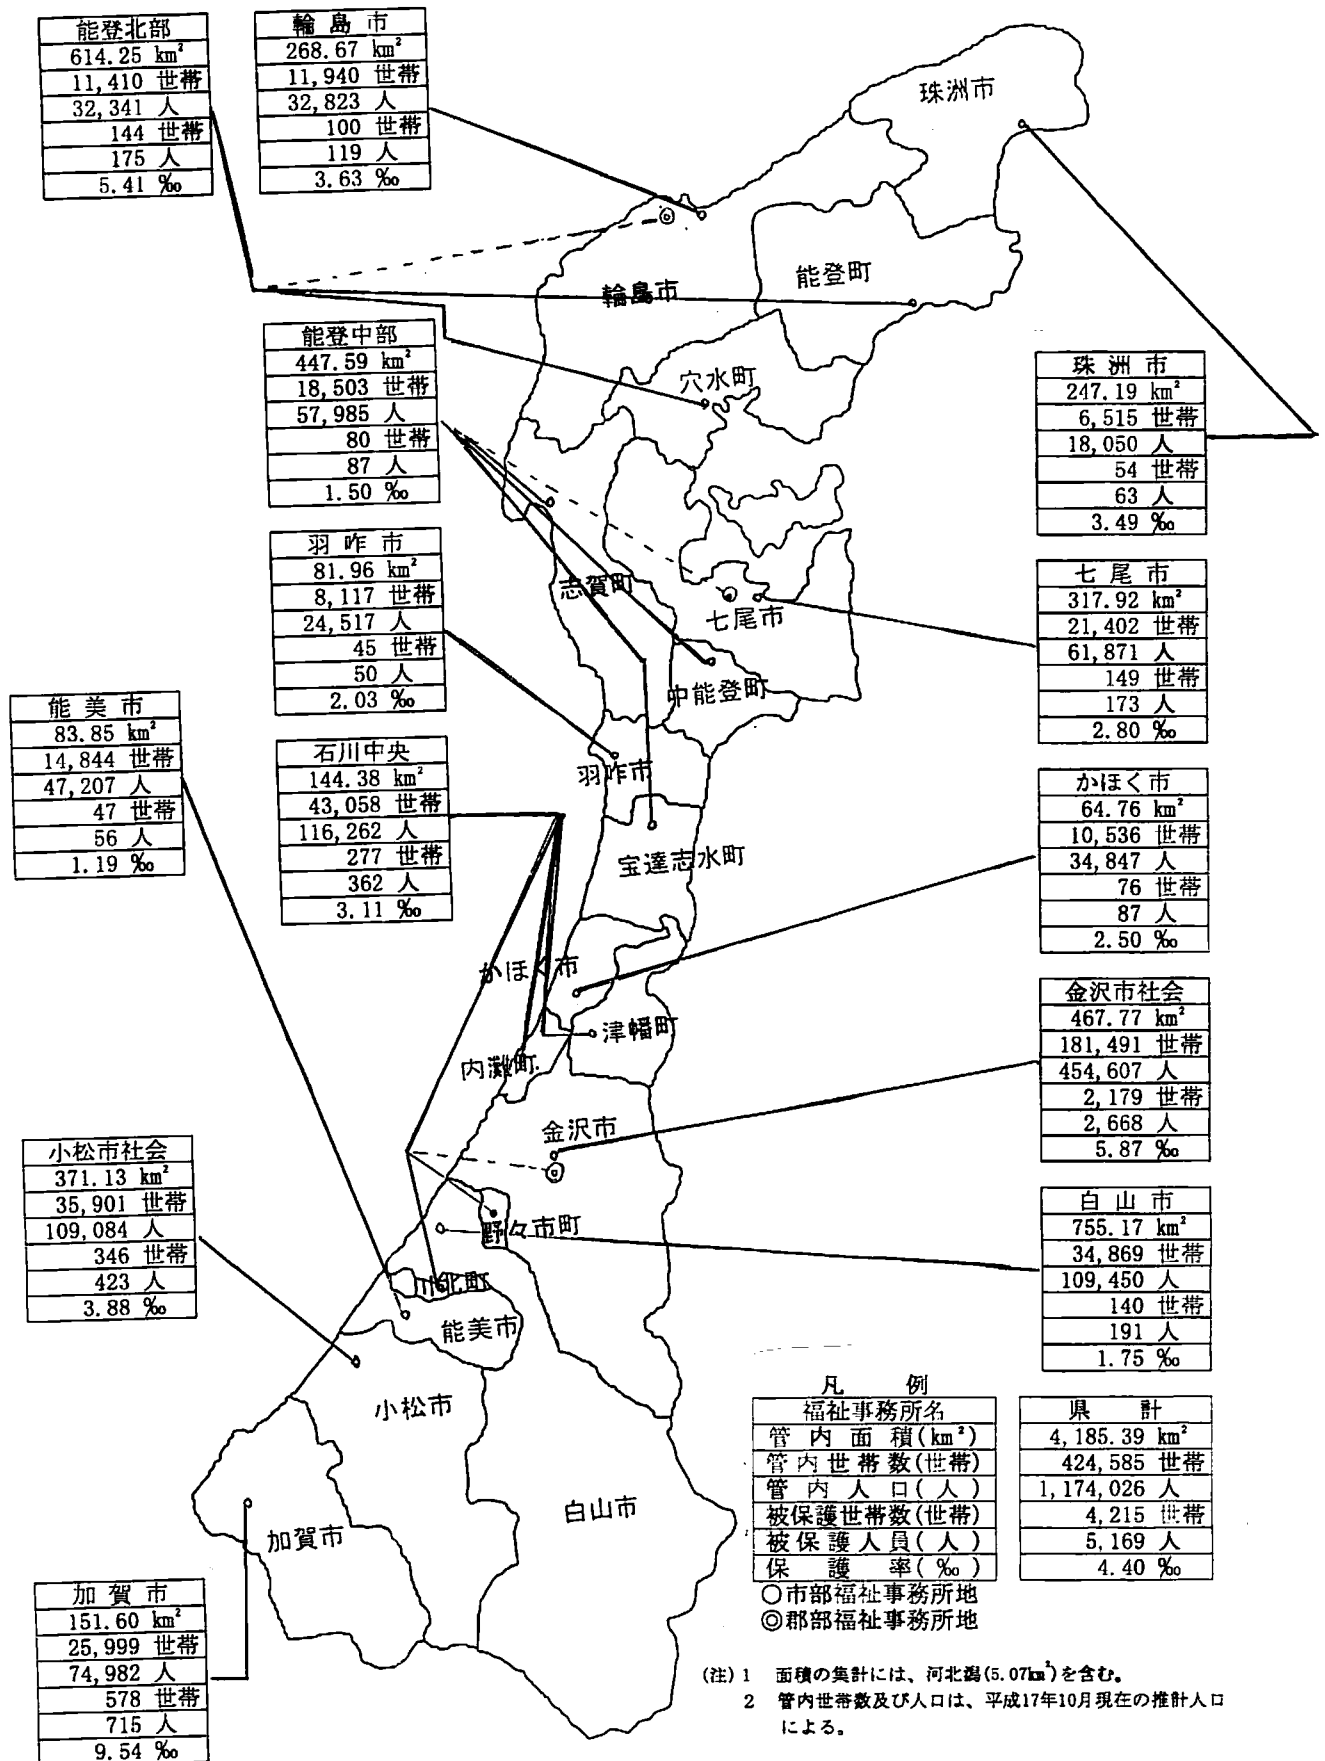 能登北部
614.25 km²
11,410 世帯
32,341 人
144 世帯
175 人
5.41 ‰
輪島市
268.67 km²
11,940 世帯
32,823 人
100 世帯
119 人
3.63 ‰
珠洲市
能登町
輪島市
能登中部
447.59 km²
18,503 世帯
57,985 人
80 世帯
87 人
1.50 ‰
穴水町
珠洲市
247.19 km²
6,515 世帯
18,050 人
54 世帯
63 人
3.49 ‰
羽咋市
81.96 km²
8,117 世帯
24,517 人
45 世帯
50 人
2.03 ‰
志賀町
七尾市
中能登町
七尾市
317.92 km²
21,402 世帯
61,871 人
149 世帯
173 人
2.80 ‰
能美市
83.85 km²
14,844 世帯
47,207 人
47 世帯
56 人
1.19 ‰
石川中央
144.38 km²
43,058 世帯
116,262 人
277 世帯
362 人
3.11 ‰
羽咋市
宝達志水町
かほく市
64.76 km²
10,536 世帯
34,847 人
76 世帯
87 人
2.50 ‰
かほく市
津幡町
内灘町
金沢市
金沢市社会
467.77 km²
181,491 世帯
454,607 人
2,179 世帯
2,668 人
5.87 ‰
小松市社会
371.13 km²
35,901 世帯
109,084 人
346 世帯
423 人
3.88 ‰
野々市町
川北町
能美市
白山市
755.17 km²
34,869 世帯
109,450 人
140 世帯
191 人
1.75 ‰
小松市
白山市
加賀市
凡例
福祉事務所名
管内面積(km²)
管内世帯数(世帯)
管内人口(人)
被保護世帯数(世帯)
被保護人員(人)
保護率(‰)
○市部福祉事務所地
◎郡部福祉事務所地
県計
4,185.39 km²
424,585 世帯
1,174,026 人
4,215 世帯
5,169 人
4.40 ‰
加賀市
151.60 km²
25,999 世帯
74,982 人
578 世帯
715 人
9.54 ‰
(注) 1 面積の集計には、河北潟(5.07km²)を含む。
2 管内世帯数及び人口は、平成17年10月現在の推計人口
による。